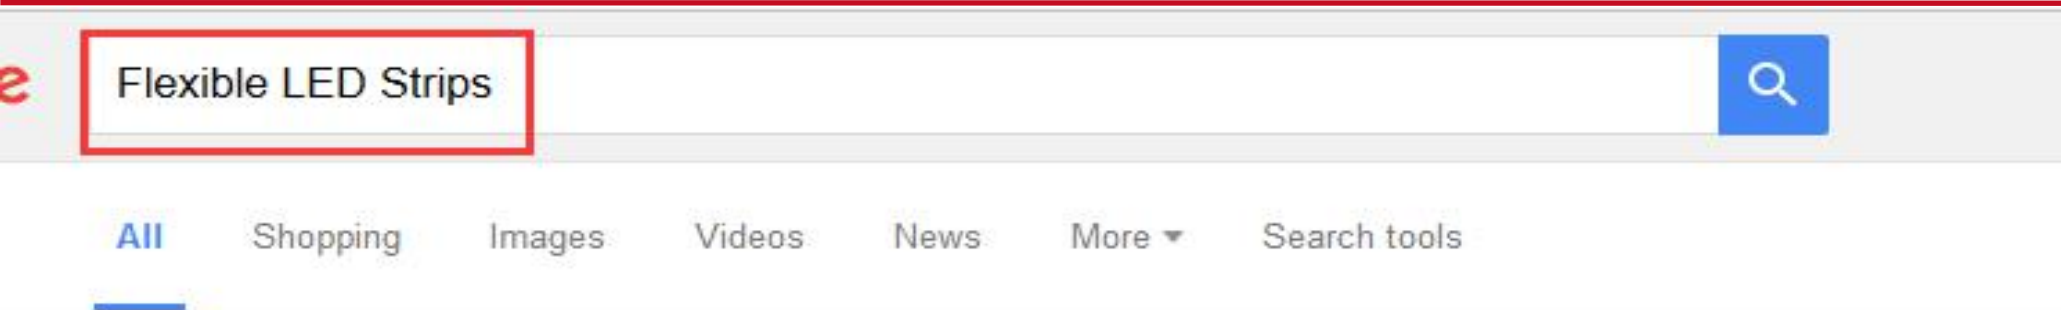 e Flexible LED Strips
All Shopping Images Videos News More Search tools